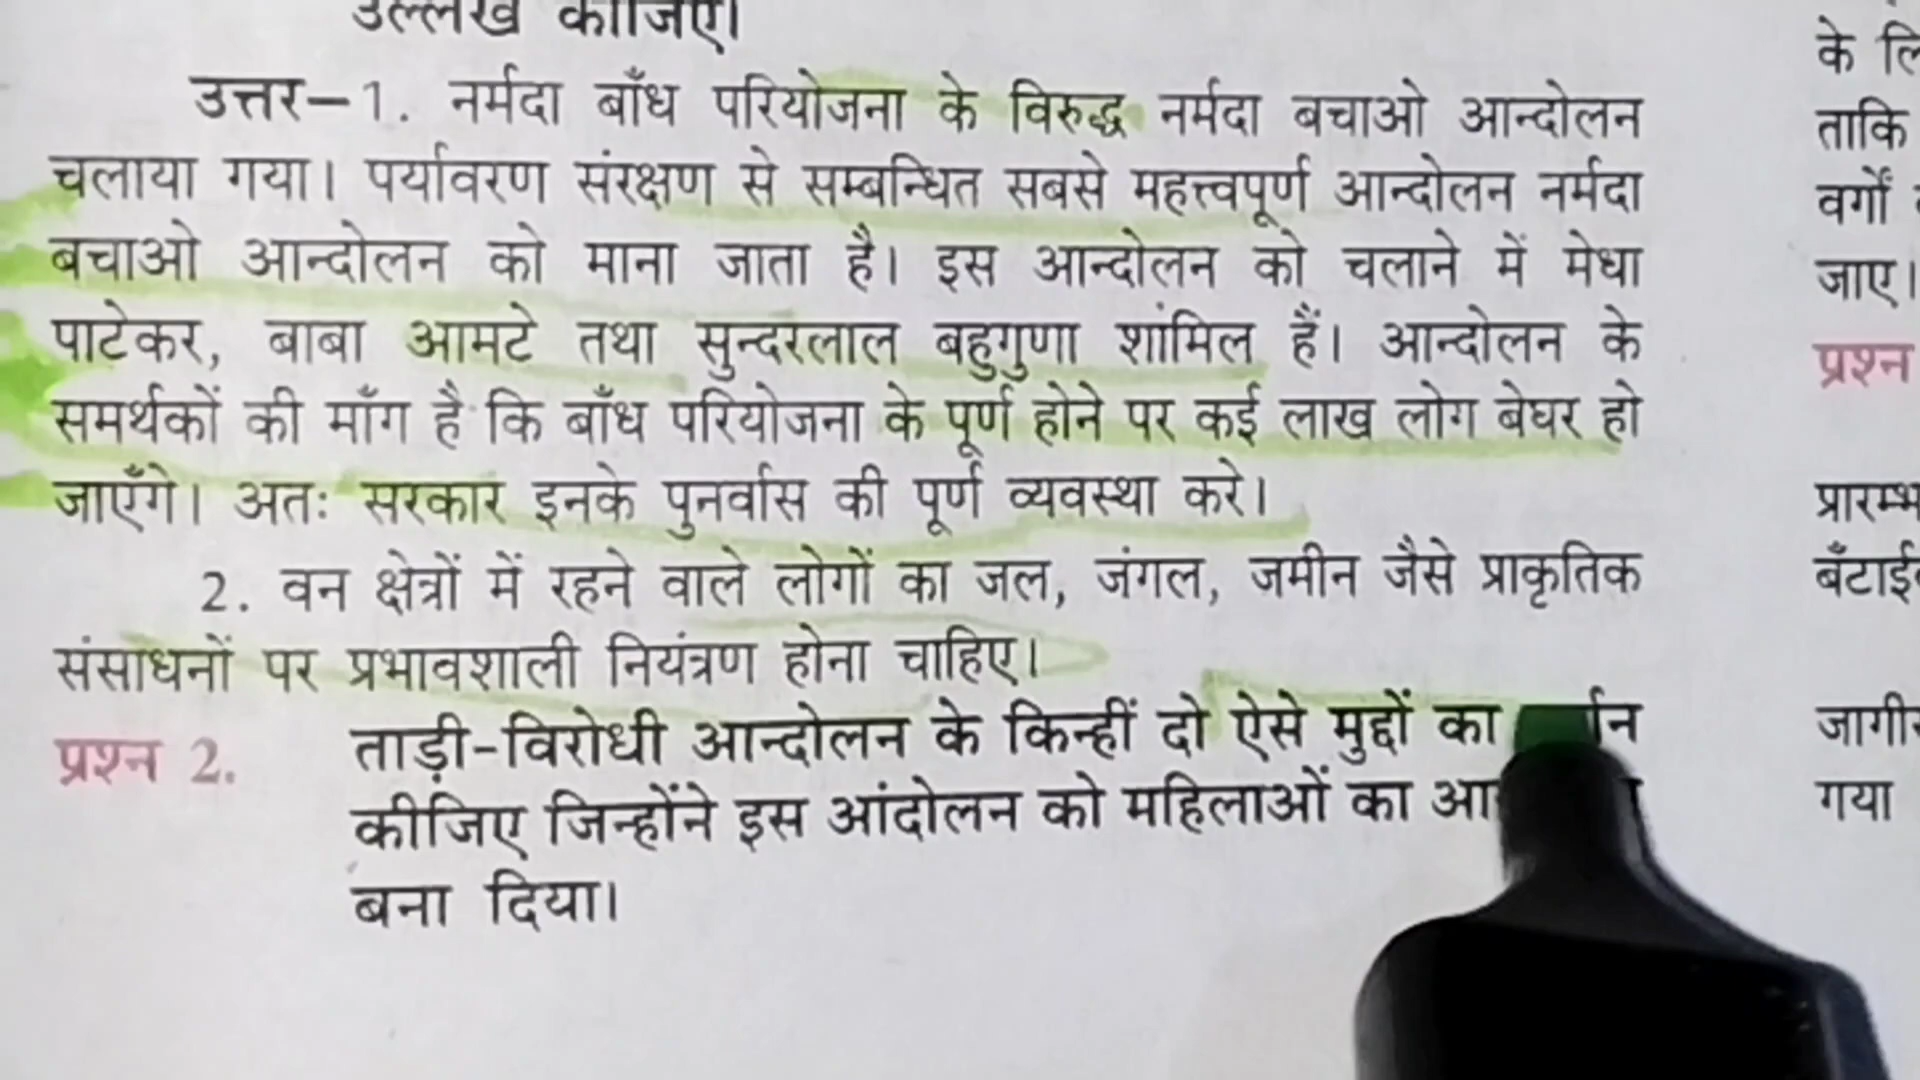 उल्लेख कीजिए।
उत्तर–1. नर्मदा बाँध परियोजना के विरुद्ध नर्मदा बचाओ आन्दोलन
चलाया गया। पर्यावरण संरक्षण से सम्बन्धित सबसे महत्त्वपूर्ण आन्दोलन नर्मदा
बचाओ आन्दोलन को माना जाता है। इस आन्दोलन को चलाने में मेधा
पाटेकर, बाबा आमटे तथा सुन्दरलाल बहुगुणा शामिल हैं। आन्दोलन के
समर्थकों की माँग है कि बाँध परियोजना के पूर्ण होने पर कई लाख लोग बेघर हो
जाएँगे। अतः सरकार इनके पुनर्वास की पूर्ण व्यवस्था करे।
2. वन क्षेत्रों में रहने वाले लोगों का जल, जंगल, जमीन जैसे प्राकृतिक
संसाधनों पर प्रभावशाली नियंत्रण होना चाहिए।
प्रश्न 2. ताड़ी-विरोधी आन्दोलन के किन्हीं दो ऐसे मुद्दों का
कीजिए जिन्होंने इस आंदोलन को महिलाओं का
बना दिया।
के
ताकि
वर्गों
जाए।
प्रश्न
गया